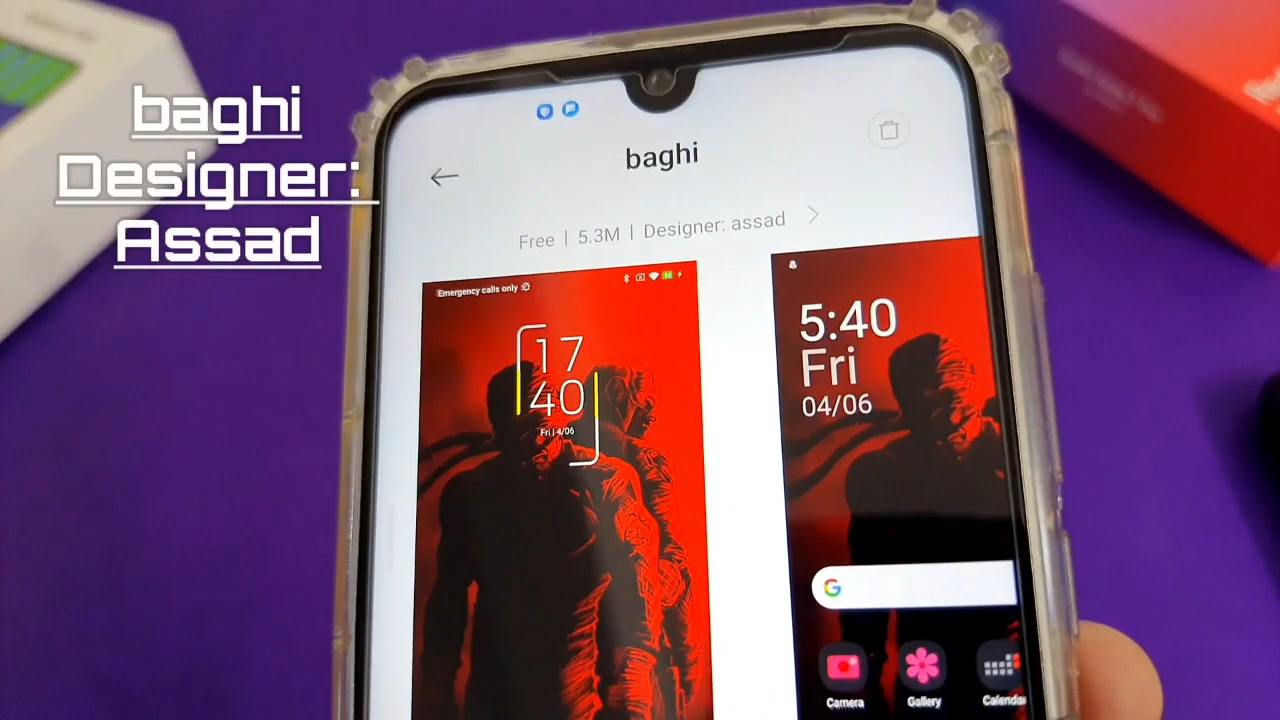 baghi
Designer:
Assad
baghi
Free | 5.3M | Designer: assad
Emergency calls only
17
40
Fri | 4/06
5:40
Fri
04/06
G
Camera
Gallery
Calendar